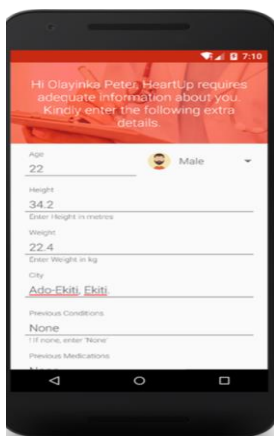 7:10
Hi Olayinka Peter, HeartUp requires
adequate information about you.
Kindly enter the following extra
details.
Age
22
Male
Height
34.2
Enter Height in metres
Weight
22.4
Enter Weight in kg
City
Ado-Ekiti, Ekiti.
Previous Conditions
None
! If none, enter 'None'
Previous Medications